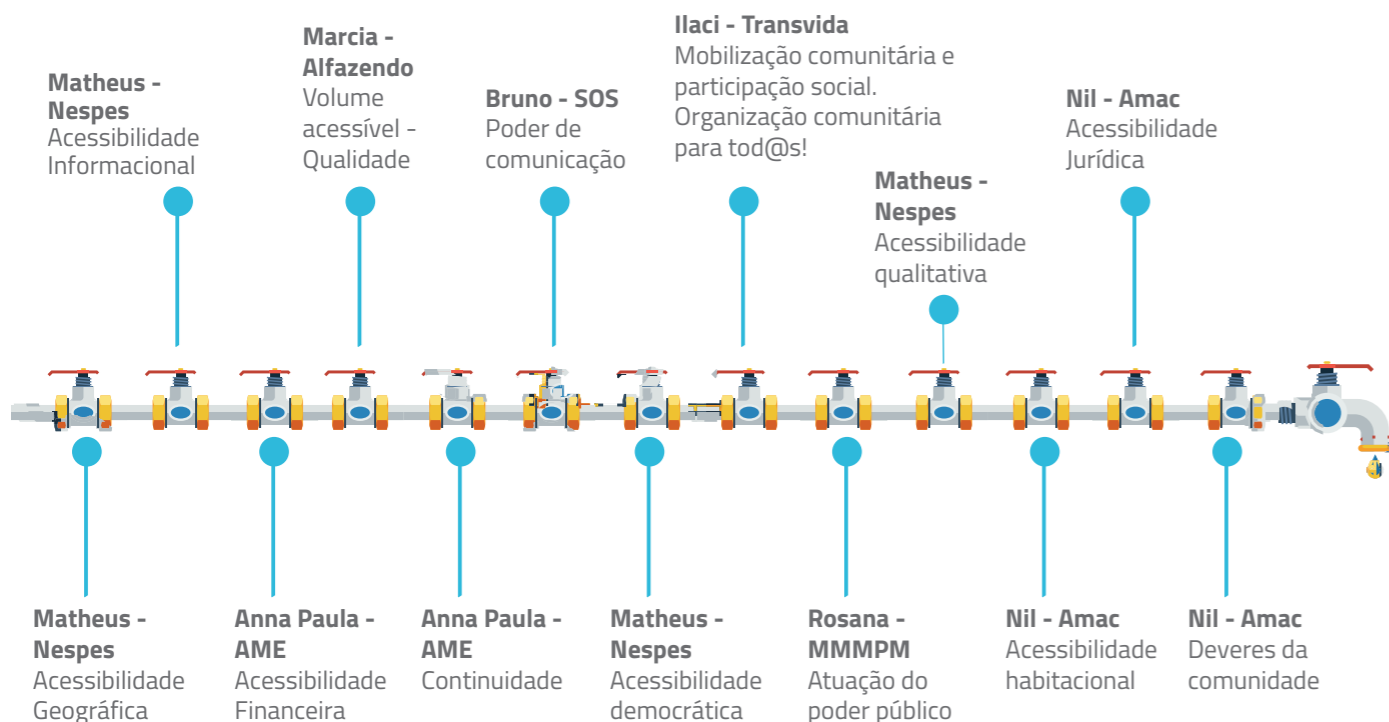 Matheus -
Nespes
Acessibilidade
Informacional
Marcia -
Alfazendo
Volume
acessível -
Qualidade
Bruno - SOS
Poder de
comunicação
Ilaci - Transvida
Mobilização comunitária e
participação social.
Organização comunitária
para tod@s!
Matheus -
Nespes
Acessibilidade
qualitativa
Nil - Amac
Acessibilidade
Jurídica
Matheus -
Nespes
Acessibilidade
Geográfica
Anna Paula -
AME
Acessibilidade
Financeira
Anna Paula -
AME
Continuidade
Matheus -
Nespes
Acessibilidade
democrática
Rosana -
MMMPM
Atuação do
poder público
Nil - Amac
Acessibilidade
habitacional
Nil - Amac
Deveres da
comunidade